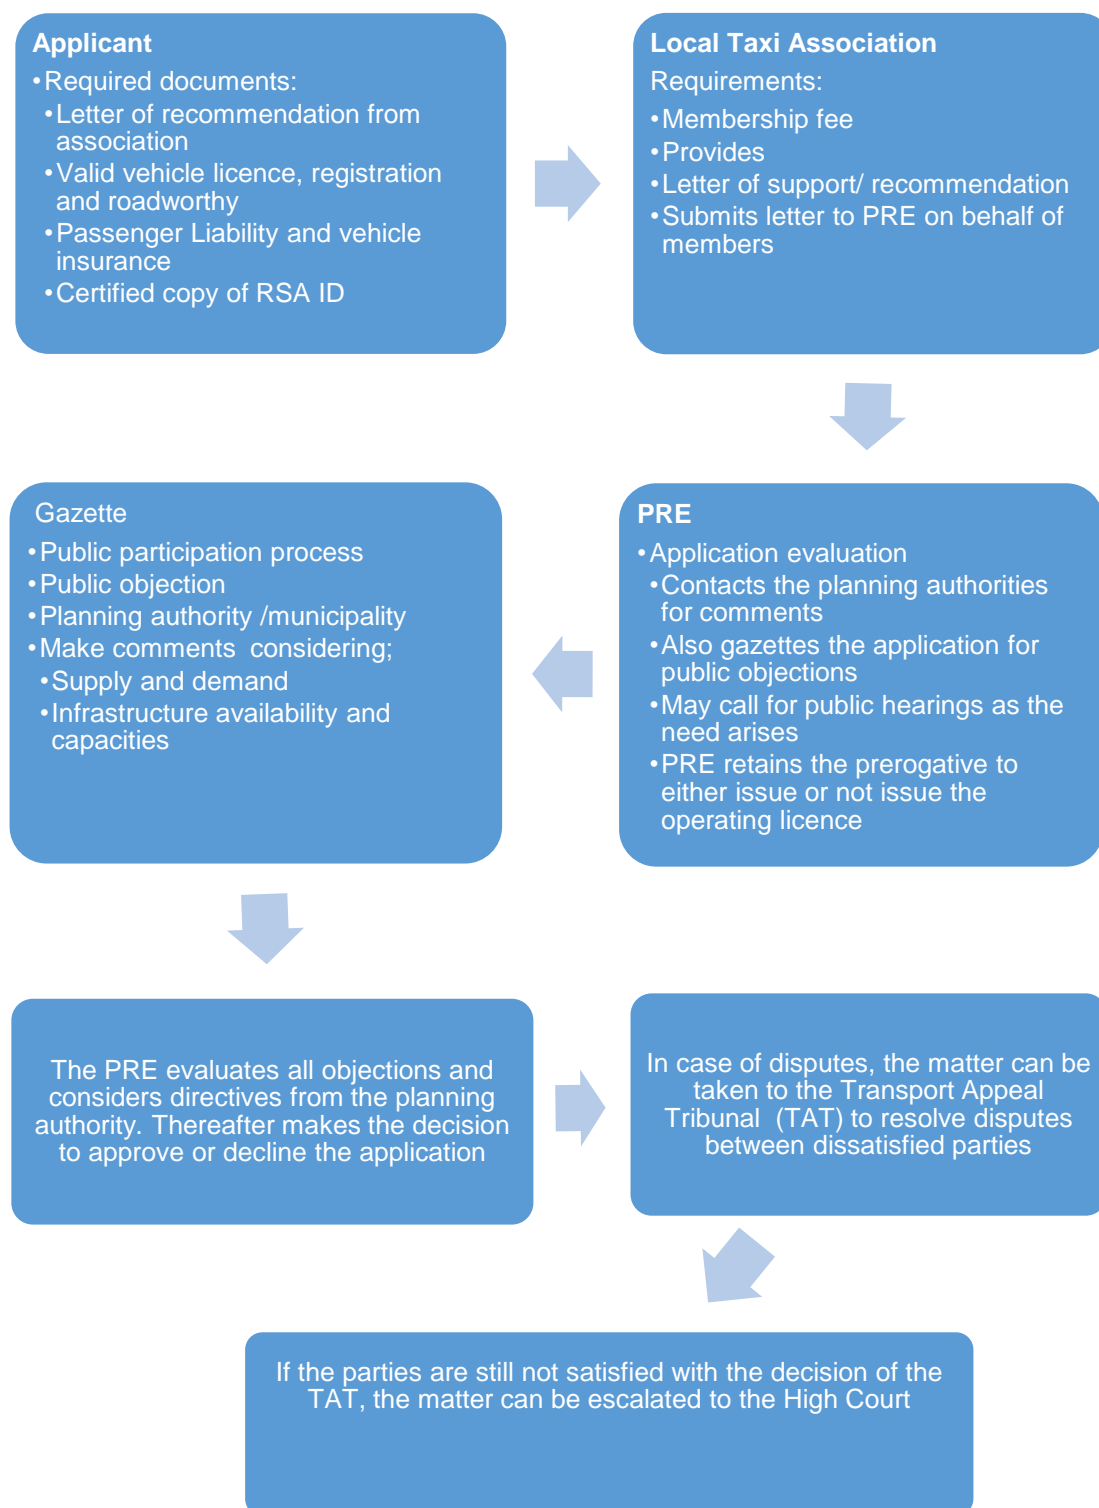 Applicant
•Required documents:
•Letter of recommendation from
association
•Valid vehicle licence, registration
and roadworthy
•Passenger Liability and vehicle
insurance
•Certified copy of RSA ID
Local Taxi Association
Requirements:
•Membership fee
•Provides
•Letter of support/ recommendation
•Submits letter to PRE on behalf of
members
PRE
•Application evaluation
•Contacts the planning authorities
for comments
•Also gazettes the application for
public objections
•May call for public hearings as the
need arises
•PRE retains the prerogative to
either issue or not issue the
operating licence
Gazette
•Public participation process
•Public objection
•Planning authority /municipality
•Make comments  considering;
•Supply and demand
•Infrastructure availability and
capacities
The PRE evaluates all objections and
considers directives from the planning
authority. Thereafter makes the decision
to approve or decline the application
In case of disputes, the matter can be
taken to the Transport Appeal
Tribunal  (TAT) to resolve disputes
between dissatisfied parties
If the parties are still not satisfied with the decision of the
TAT, the matter can be escalated to the High Court